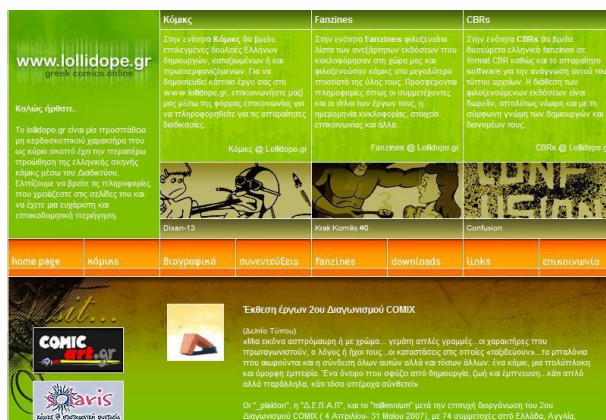 www.lollidope.gr
greek comics online
Καλώς ήρθατε.
Το lollidope.gr είναι μία προσπάθεια
μη κερδοσκοπικού χαρακτήρα που
ως κύριο σκοπό έχει την περαιτέρω
προώθηση της ελληνικής σκηνής
κόμικς μέσω του Διαδικτύου.
Ελπίζουμε να βρείτε τις πληροφορίες
που χρειάζεστε στις σελίδες του και
να έχετε μια ευχάριστη και
εποικοδομητική περιήγηση.
Κόμικς
Στην ενότητα Κόμικς θα βρείτε
επιλεγμένες δουλειές Ελλήνων
δημιουργών, καταξιωμένων ή και
πρωτοεμφανιζόμενων. Για να
δημοσιευθεί κάποιο έργο σας στο
www.lollidope.gr, επικοινωνήστε μαζί
μας μέσω της φόρμας επικοινωνίας για
να πληροφορηθείτε για τις απαραίτητες
διαδικασίες.
Κόμικς @ Lollidope.gr
Dixan-13
Fanzines
Στην ενότητα Fanzines φιλοξενείται
λίστα των ανεξάρτητων εκδόσεων που
κυκλοφόρησαν στη χώρα μας και
φιλοξενούσαν κόμικς στο μεγαλύτερο
ποσοστό της ύλης τους. Προσφέρονται
πληροφορίες όπως οι συμμετέχοντες
και οι τίτλοι των έργων τους, η
ημερομηνία κυκλοφορίας, στοιχεία
επικοινωνίας και άλλα.
Fanzines @ Lollidope.gr
Krak Komiks #0
CBRs
Στην ενότητα CBRs θα βρείτε
δυσεύρετα ελληνικά fanzines σε
format CBR καθώς και το απαραίτητο
software για την ανάγνωση αυτού του
τύπου αρχείων. Η διάθεση των
φιλοξενούμενων εκδόσεων είναι
δωρεάν, απολύτως νόμιμη και με τη
σύμφωνη γνώμη των δημιουργών και
διανομέων τους.
CBRs @ Lollidope.g
CONF
USION
Confusion
home page
κόμικς
βιογραφικά
συνεντεύξεις
fanzines
downloads
links
επικοινωνία
visit...
COMIC
art.gr
solaris
κόμικς & επιστημονική φαντασία
Έκθεση έργων 2ου Διαγωνισμού COMIX
(Δελτίο Τύπου)
«Μια εικόνα ασπρόμαυρη ή με χρώμα... γεμάτη απλές γραμμές...οι χαρακτήρες που
πρωταγωνιστούν, ο λόγος ή ήχοι τους...οι καταστάσεις στις οποίες «ταξιδεύουν»...τα μπαλόνια
που αιωρούνται και η σύνδεση όλων αυτών αλλά και τόσων άλλων: ένα κόμικ, μια πολύπλοκη
και όμορφη εμπειρία. Ένα όνειρο που σφύζει από δημιουργία, ζωή και έμπνευση...κάτι απλό
αλλά παράλληλα, κάτι τόσο υπέροχα σύνθετο!»
Οι "_plakton", η "Δ.Ε.Π.Α.Π", και το "millennium" μετά την επιτυχή διοργάνωση του 2ου
Διαγωνισμού COMIX ( 4 Απριλίου- 31 Μαΐου 2007), με 74 συμμετοχές από Ελλάδα, Αγγλία,